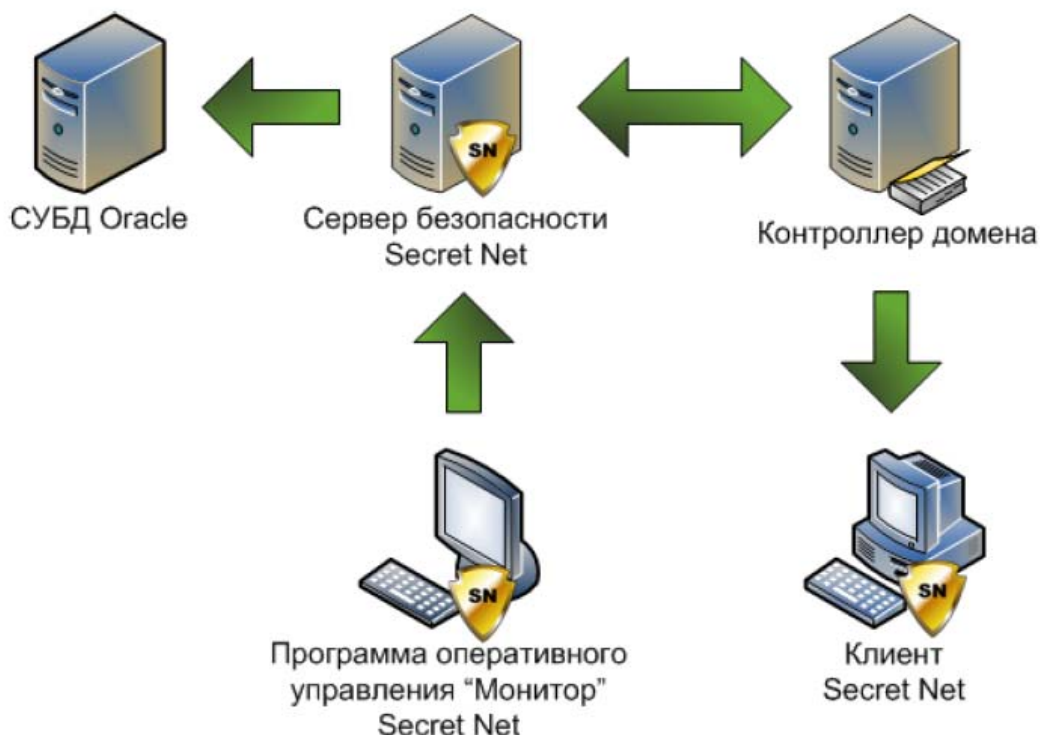 СУБД Oracle
SN
Сервер безопасности
Secret Net
Контроллер домена
SN
Программа оперативного
управления “Монитор”
Secret Net
SN
Клиент
Secret Net